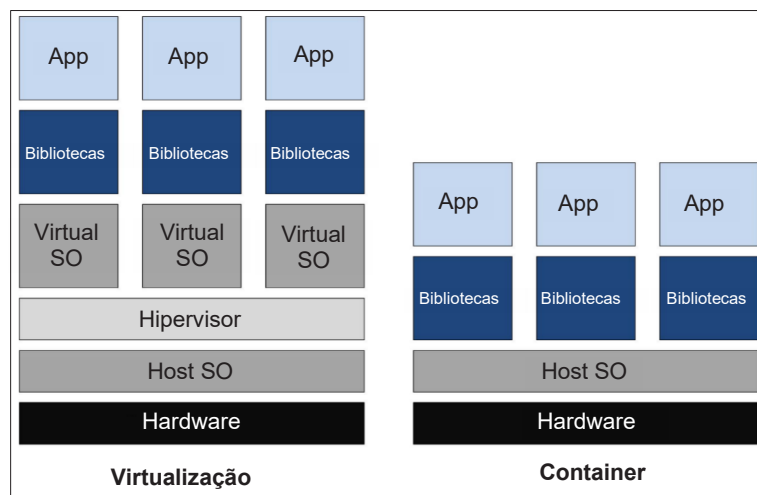 App App App
Bibliotecas Bibliotecas Bibliotecas
Virtual SO Virtual SO Virtual SO
Hipervisor
Host SO
Hardware
Virtualização
App App App
Bibliotecas Bibliotecas Bibliotecas
Host SO
Hardware
Container